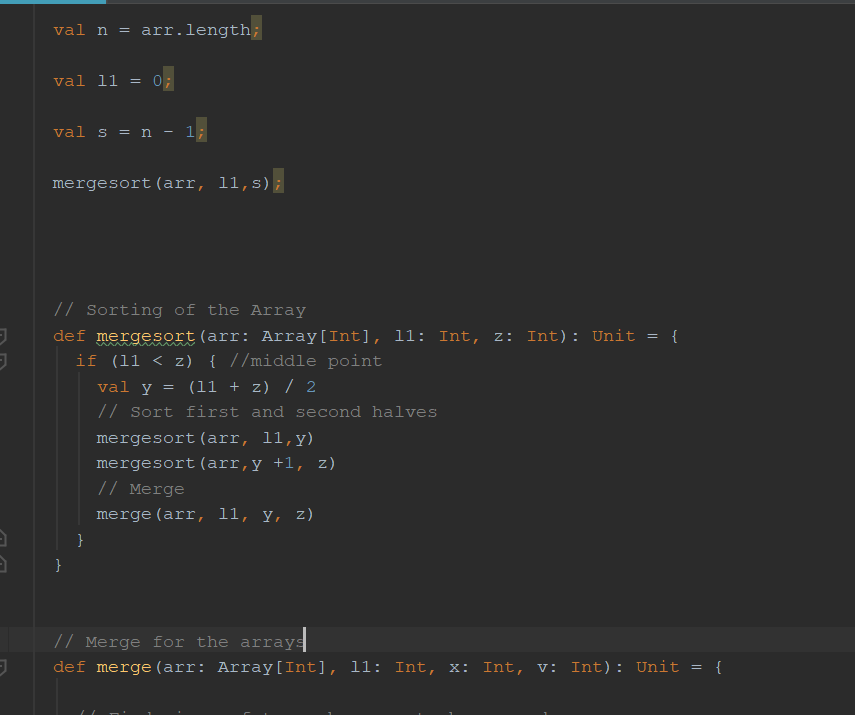 val n = arr.length;
val l1 = 0;
val s = n - 1;
mergesort(arr, l1,s);
// Sorting of the Array
def mergesort(arr: Array[Int], l1: Int, z: Int): Unit = {
if (l1 < z) { //middle point
val y = (l1 + z) / 2
// Sort first and second halves
mergesort(arr, l1,y)
mergesort(arr,y +1, z)
// Merge
merge(arr, l1, y, z)
}
}
// Merge for the arrays
def merge(arr: Array[Int], l1: Int, x: Int, v: Int): Unit = {